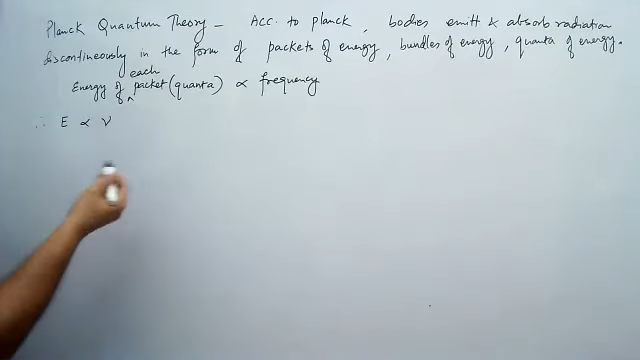 Planck Quantum Theory – Acc. to planck, bodies emitt & absorb radiation
discontineously in the form of packets of energy, bundles of energy, quanta of energy.
Energy of each packet (quanta) ∝ frequency
∴ E ∝ ν